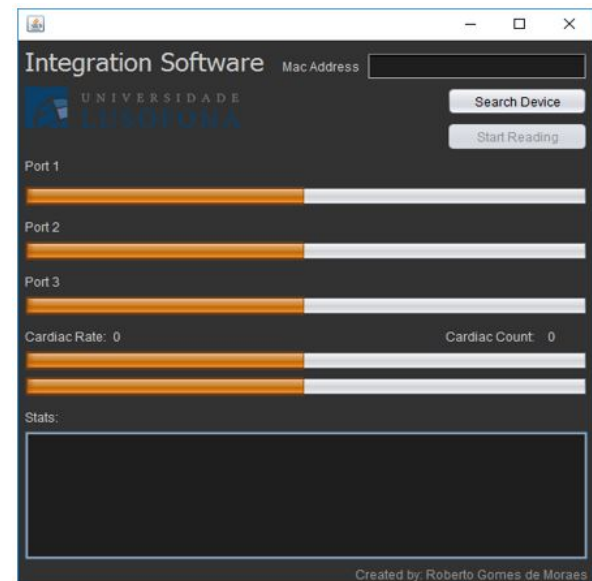 Integration Software Mac Address
UNIVERSIDADE
LUSÓFONA
Search Device
Start Reading
Port 1
Port 2
Port 3
Cardiac Rate: 0 Cardiac Count: 0
Stats:
Created by: Roberto Gomes de Moraes